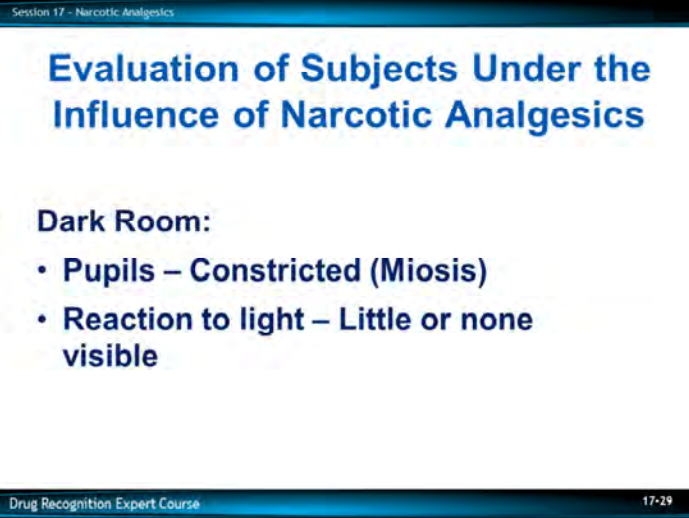 Session 17 - Narcotic Analgesics
Evaluation of Subjects Under the
Influence of Narcotic Analgesics
Dark Room:
• Pupils – Constricted (Miosis)
• Reaction to light – Little or none
visible
Drug Recognition Expert Course
17-29